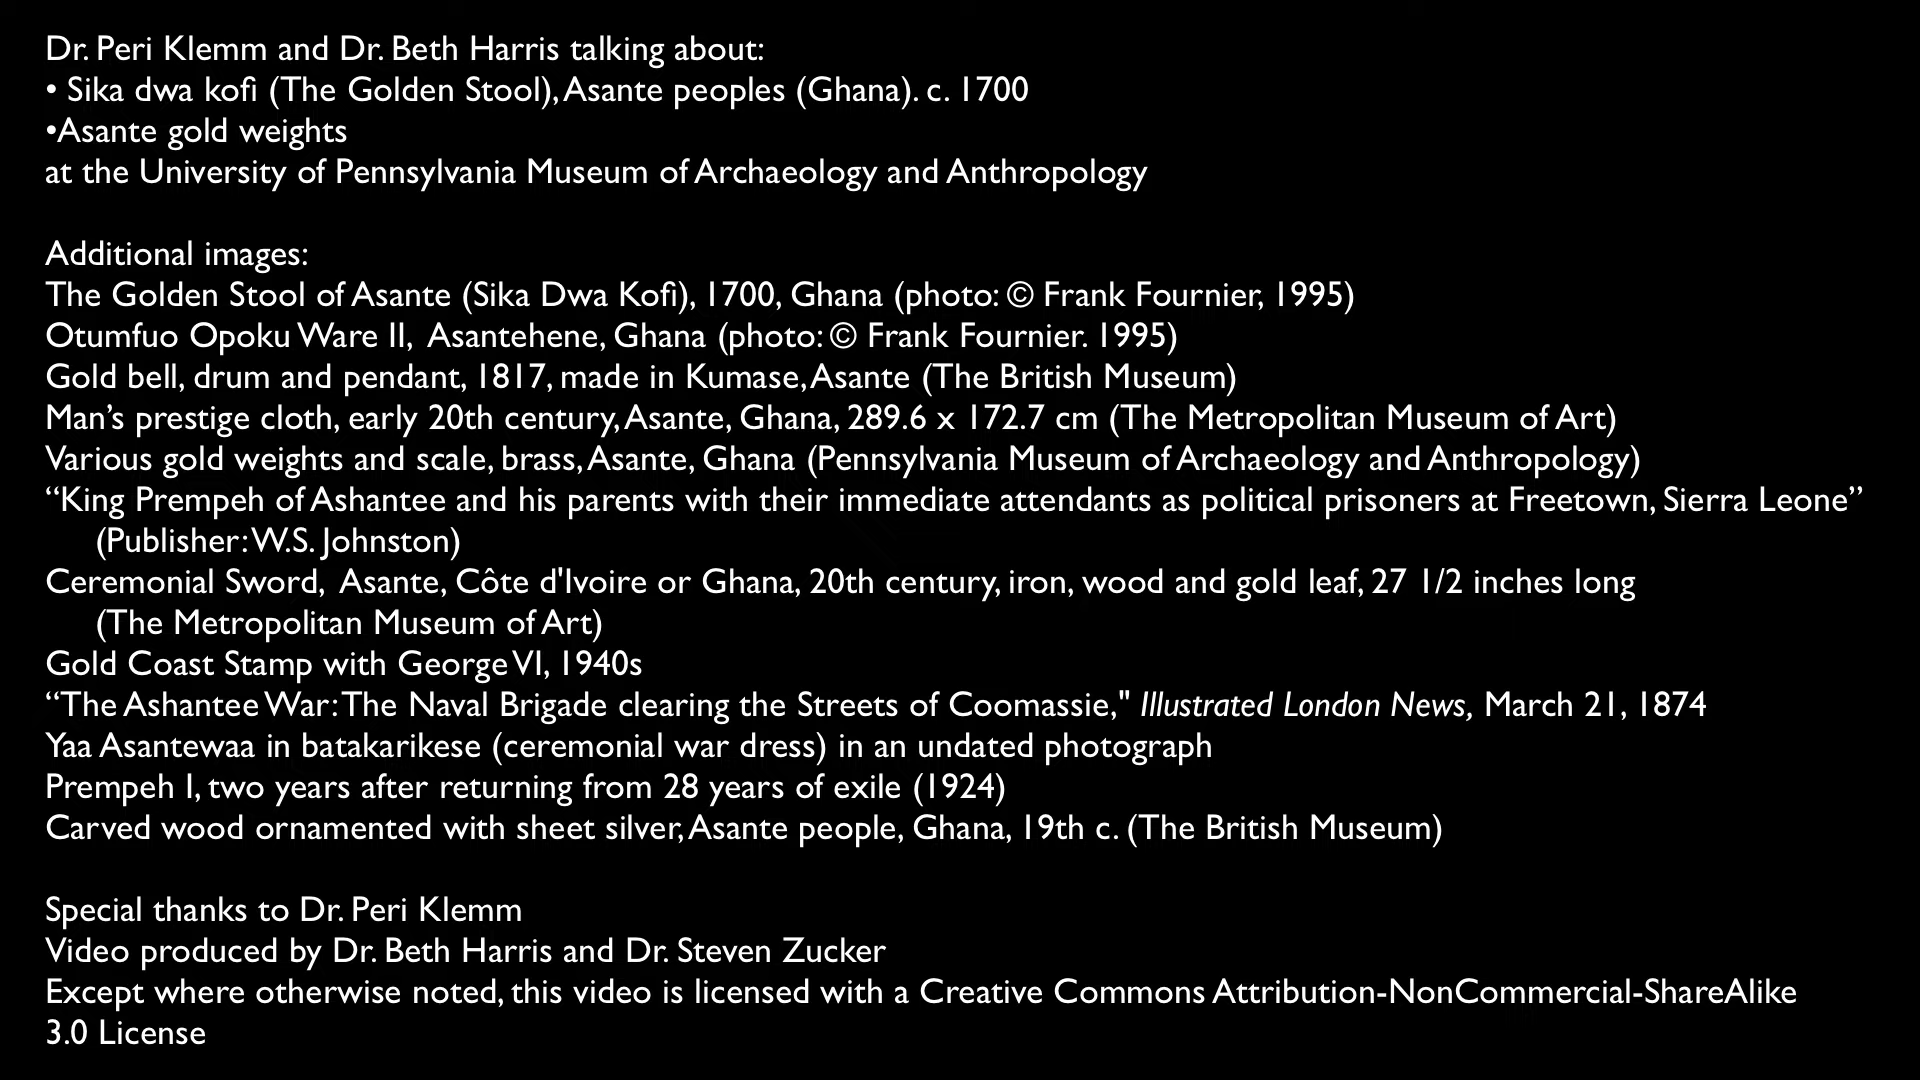 Dr. Peri Klemm and Dr. Beth Harris talking about:
• Sika dwa kofi (The Golden Stool), Asante peoples (Ghana). c. 1700
•Asante gold weights
at the University of Pennsylvania Museum of Archaeology and Anthropology
Additional images:
The Golden Stool of Asante (Sika Dwa Kofi), 1700, Ghana (photo: © Frank Fournier, 1995)
Otumfuo Opoku Ware II, Asantehene, Ghana (photo: © Frank Fournier. 1995)
Gold bell, drum and pendant, 1817, made in Kumase, Asante (The British Museum)
Man’s prestige cloth, early 20th century, Asante, Ghana, 289.6 x 172.7 cm (The Metropolitan Museum of Art)
Various gold weights and scale, brass, Asante, Ghana (Pennsylvania Museum of Archaeology and Anthropology)
“King Prempeh of Ashantee and his parents with their immediate attendants as political prisoners at Freetown, Sierra Leone”
(Publisher: W.S. Johnston)
Ceremonial Sword, Asante, Côte d'Ivoire or Ghana, 20th century, iron, wood and gold leaf, 27 1/2 inches long
(The Metropolitan Museum of Art)
Gold Coast Stamp with George VI, 1940s
“The Ashantee War: The Naval Brigade clearing the Streets of Coomassie," Illustrated London News, March 21, 1874
Yaa Asantewaa in batakarikese (ceremonial war dress) in an undated photograph
Prempeh I, two years after returning from 28 years of exile (1924)
Carved wood ornamented with sheet silver, Asante people, Ghana, 19th c. (The British Museum)
Special thanks to Dr. Peri Klemm
Video produced by Dr. Beth Harris and Dr. Steven Zucker
Except where otherwise noted, this video is licensed with a Creative Commons Attribution-NonCommercial-ShareAlike
3.0 License